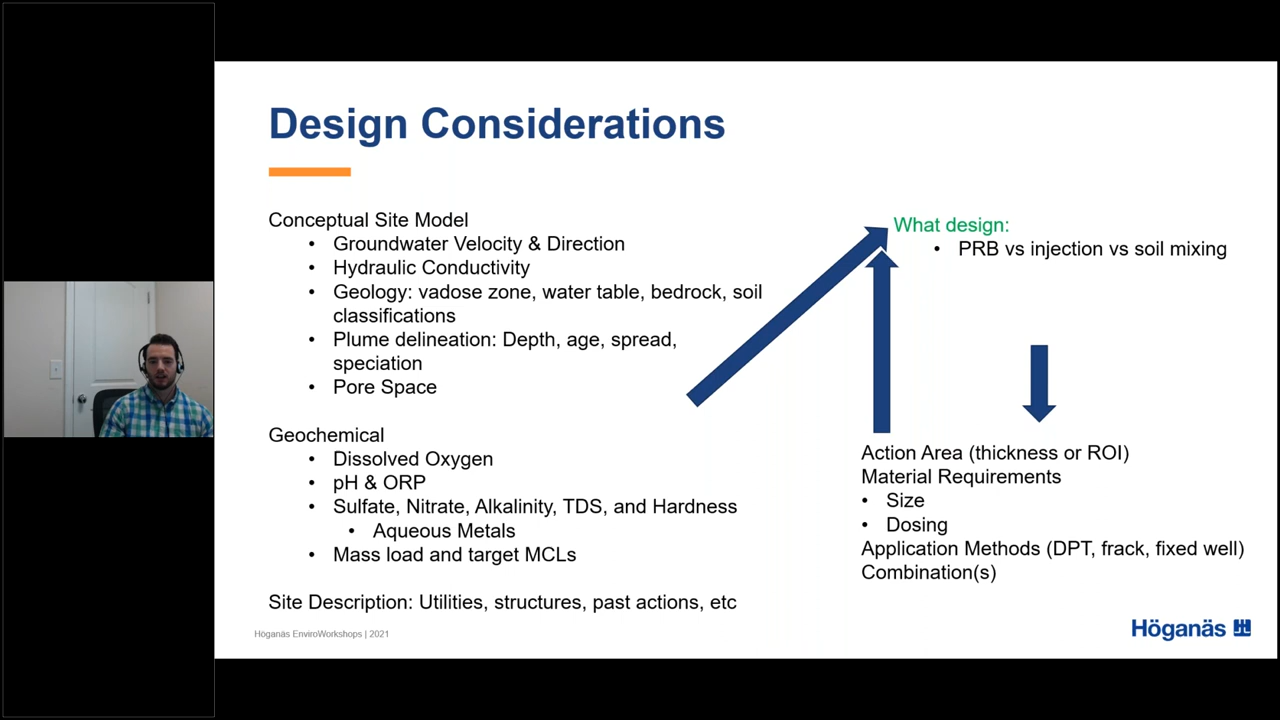 Design Considerations
Conceptual Site Model
• Groundwater Velocity & Direction
• Hydraulic Conductivity
• Geology: vadose zone, water table, bedrock, soil
classifications
• Plume delineation: Depth, age, spread,
speciation
• Pore Space
Geochemical
• Dissolved Oxygen
• pH & ORP
• Sulfate, Nitrate, Alkalinity, TDS, and Hardness
• Aqueous Metals
• Mass load and target MCLs
Site Description: Utilities, structures, past actions, etc
What design:
• PRB vs injection vs soil mixing
Action Area (thickness or ROI)
Material Requirements
• Size
• Dosing
Application Methods (DPT, frack, fixed well)
Combination(s)
Höganäs EnviroWorkshops | 2021
Höganäs